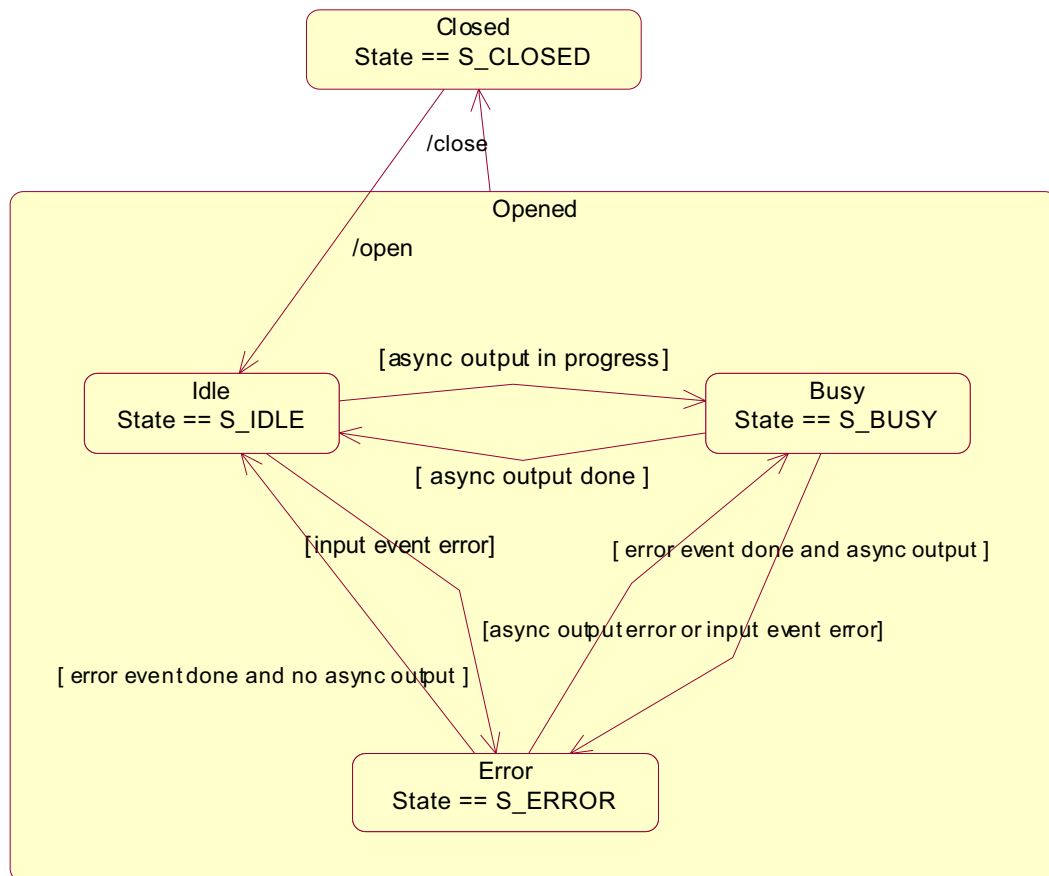 Closed
State == S_CLOSED
/close
Opened
/open
[async output in progress]
Idle
State == S_IDLE
Busy
State == S_BUSY
[ async output done ]
[input event error]
[ error event done and async output ]
[async output error or input event error]
[ error event done and no async output ]
Error
State == S_ERROR